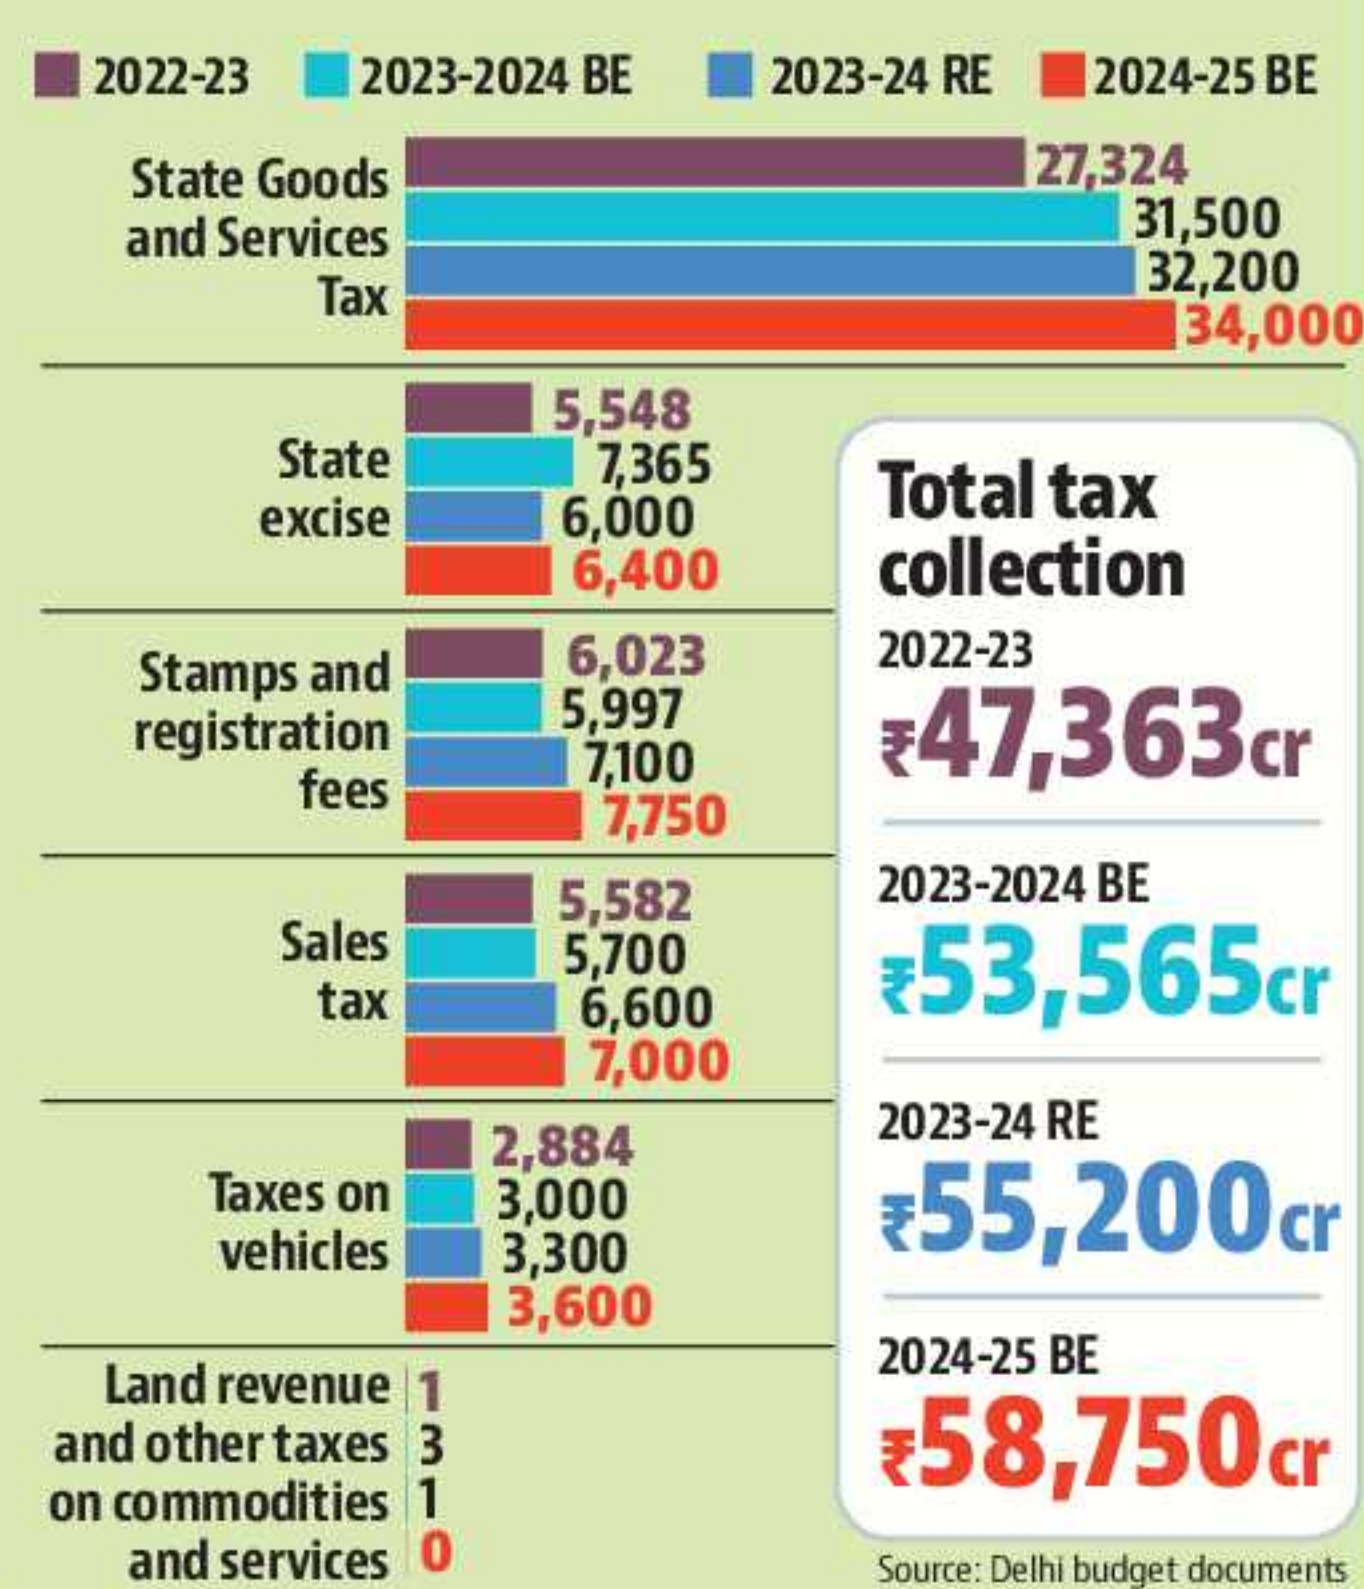 2022-23 2023-2024 BE 2023-24 RE 2024-25 BE
State Goods
and Services
Tax
27,324
31,500
32,200
34,000
State
excise
5,548
7,365
6,000
6,400
Stamps and
registration
fees
6,023
5,997
7,100
7,750
Sales
tax
5,582
5,700
6,600
7,000
Taxes on
vehicles
2,884
3,000
3,300
3,600
Land revenue
and other taxes
on commodities
and services
1
3
1
0
Total tax
collection
2022-23
₹47,363cr
2023-2024 BE
₹53,565cr
2023-24 RE
₹55,200cr
2024-25 BE
₹58,750cr
Source: Delhi budget documents